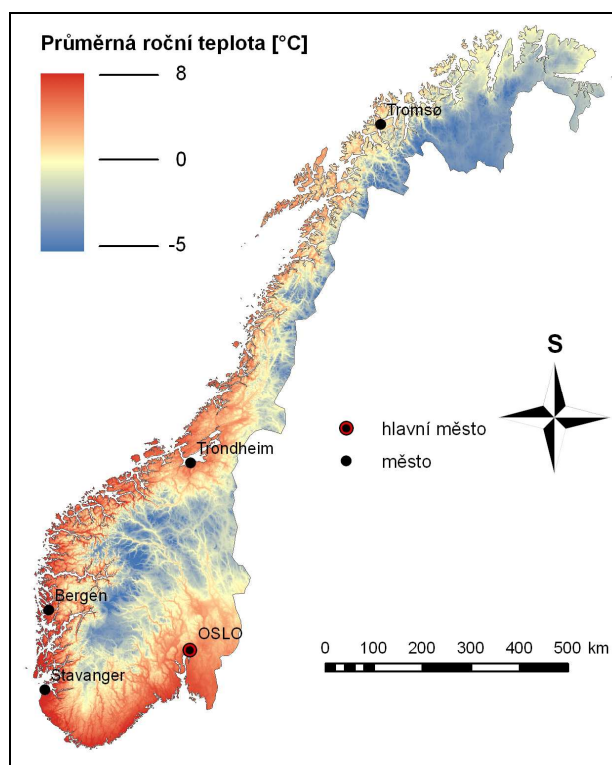 Průměrná roční teplota [°C]
8
0
-5
Tromsø
S
hlavní město
město
Trondheim
Bergen
OSLO
Stavanger
0 100 200 300 400 500 km